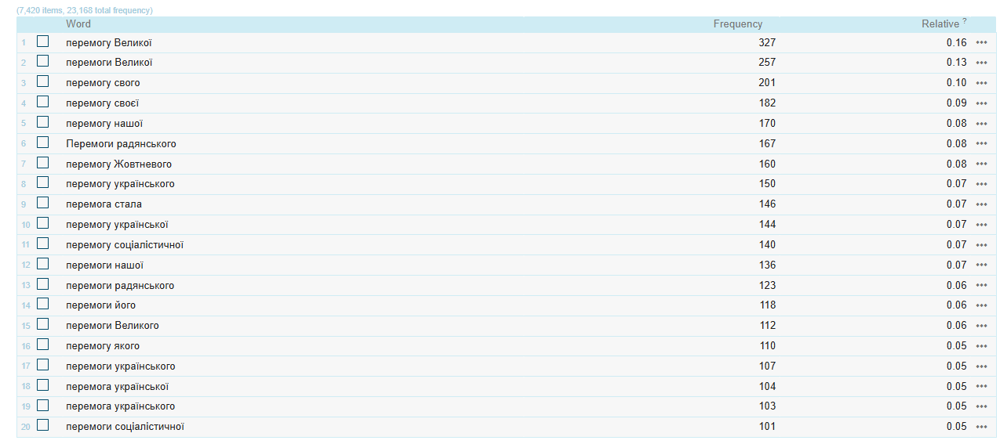 (7,420 items, 23,168 total frequency)
Word Frequency Relative ?
1 перемогу Великої 327 0.16 •••
2 перемоги Великої 257 0.13 •••
3 перемогу свого 201 0.10 •••
4 перемогу своєї 182 0.09 •••
5 перемогу нашої 170 0.08 •••
6 Перемоги радянського 167 0.08 •••
7 перемогу Жовтневого 160 0.08 •••
8 перемогу українського 150 0.07 •••
9 перемога стала 146 0.07 •••
10 перемогу української 144 0.07 •••
11 перемогу соціалістичної 140 0.07 •••
12 перемоги нашої 136 0.07 •••
13 перемоги радянського 123 0.06 •••
14 перемоги його 118 0.06 •••
15 перемоги Великого 112 0.06 •••
16 перемогу якого 110 0.05 •••
17 перемоги українського 107 0.05 •••
18 перемога української 104 0.05 •••
19 перемога українського 103 0.05 •••
20 перемоги соціалістичної 101 0.05 •••